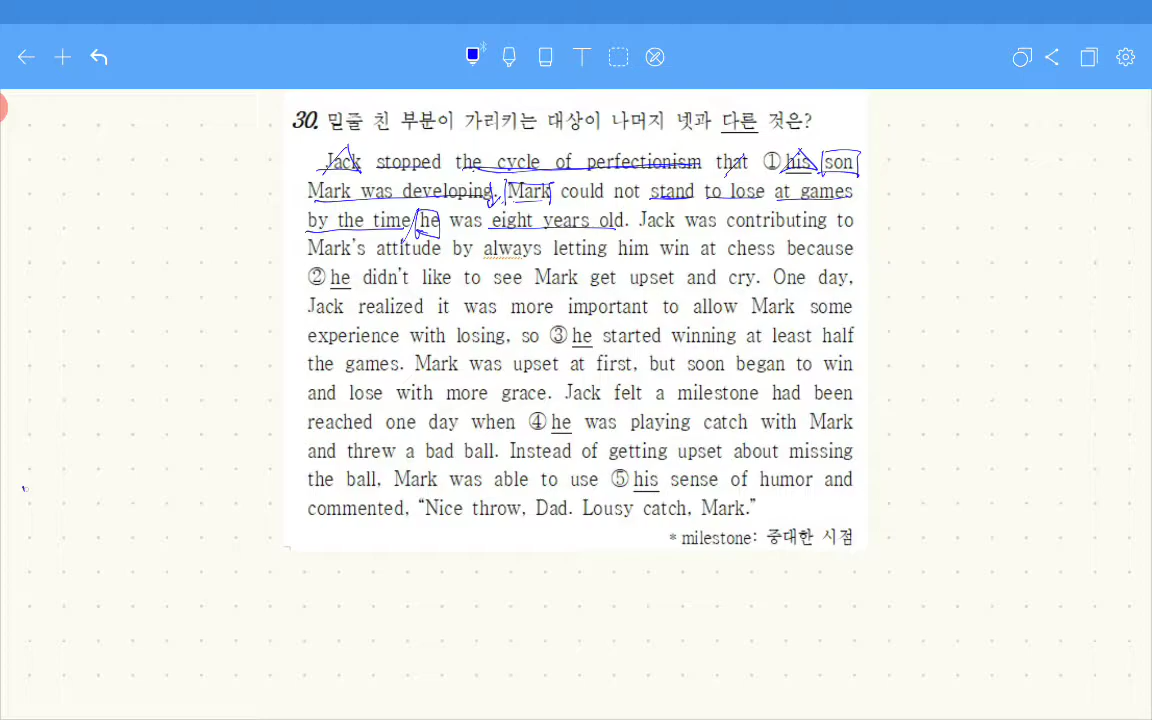 30. 밑줄 친 부분이 가리키는 대상이 나머지 넷과 다른 것은?
Jack stopped the cycle of perfectionism that ① his son
Mark was developing. Mark could not stand to lose at games
by the time he was eight years old. Jack was contributing to
Mark's attitude by always letting him win at chess because
② he didn't like to see Mark get upset and cry. One day,
Jack realized it was more important to allow Mark some
experience with losing, so ③ he started winning at least half
the games. Mark was upset at first, but soon began to win
and lose with more grace. Jack felt a milestone had been
reached one day when ④ he was playing catch with Mark
and threw a bad ball. Instead of getting upset about missing
the ball, Mark was able to use ⑤ his sense of humor and
commented, “Nice throw, Dad. Lousy catch, Mark.”
* milestone: 중대한 시점